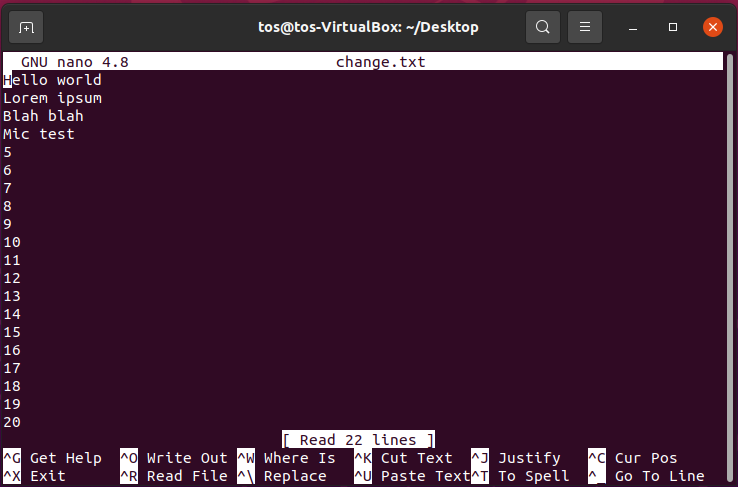 tos@tos-VirtualBox: ~/Desktop
GNU nano 4.8 change.txt
Hello world
Lorem ipsum
Blah blah
Mic test
5
6
7
8
9
10
11
12
13
14
15
16
17
18
19
20
[ Read 22 lines ]
^G Get Help ^O Write Out ^W Where Is ^K Cut Text ^J Justify ^C Cur Pos
^X Exit ^R Read File ^\ Replace ^U Paste Text ^T To Spell ^_ Go To Line